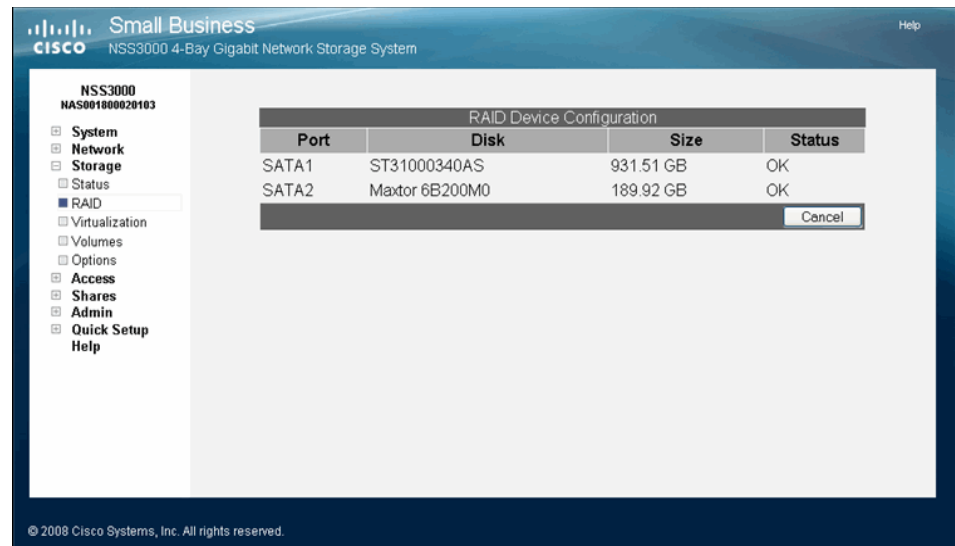 Small Business
Help
CISCO NSS3000 4-Bay Gigabit Network Storage System
NSS3000
NAS001800020103
System
Network
Storage
Status
RAID
Virtualization
Volumes
Options
Access
Shares
Admin
Quick Setup
Help
RAID Device Configuration
Port Disk Size Status
SATA1 ST31000340AS 931.51 GB OK
SATA2 Maxtor 6B200M0 189.92 GB OK
Cancel
© 2008 Cisco Systems, Inc. All rights reserved.